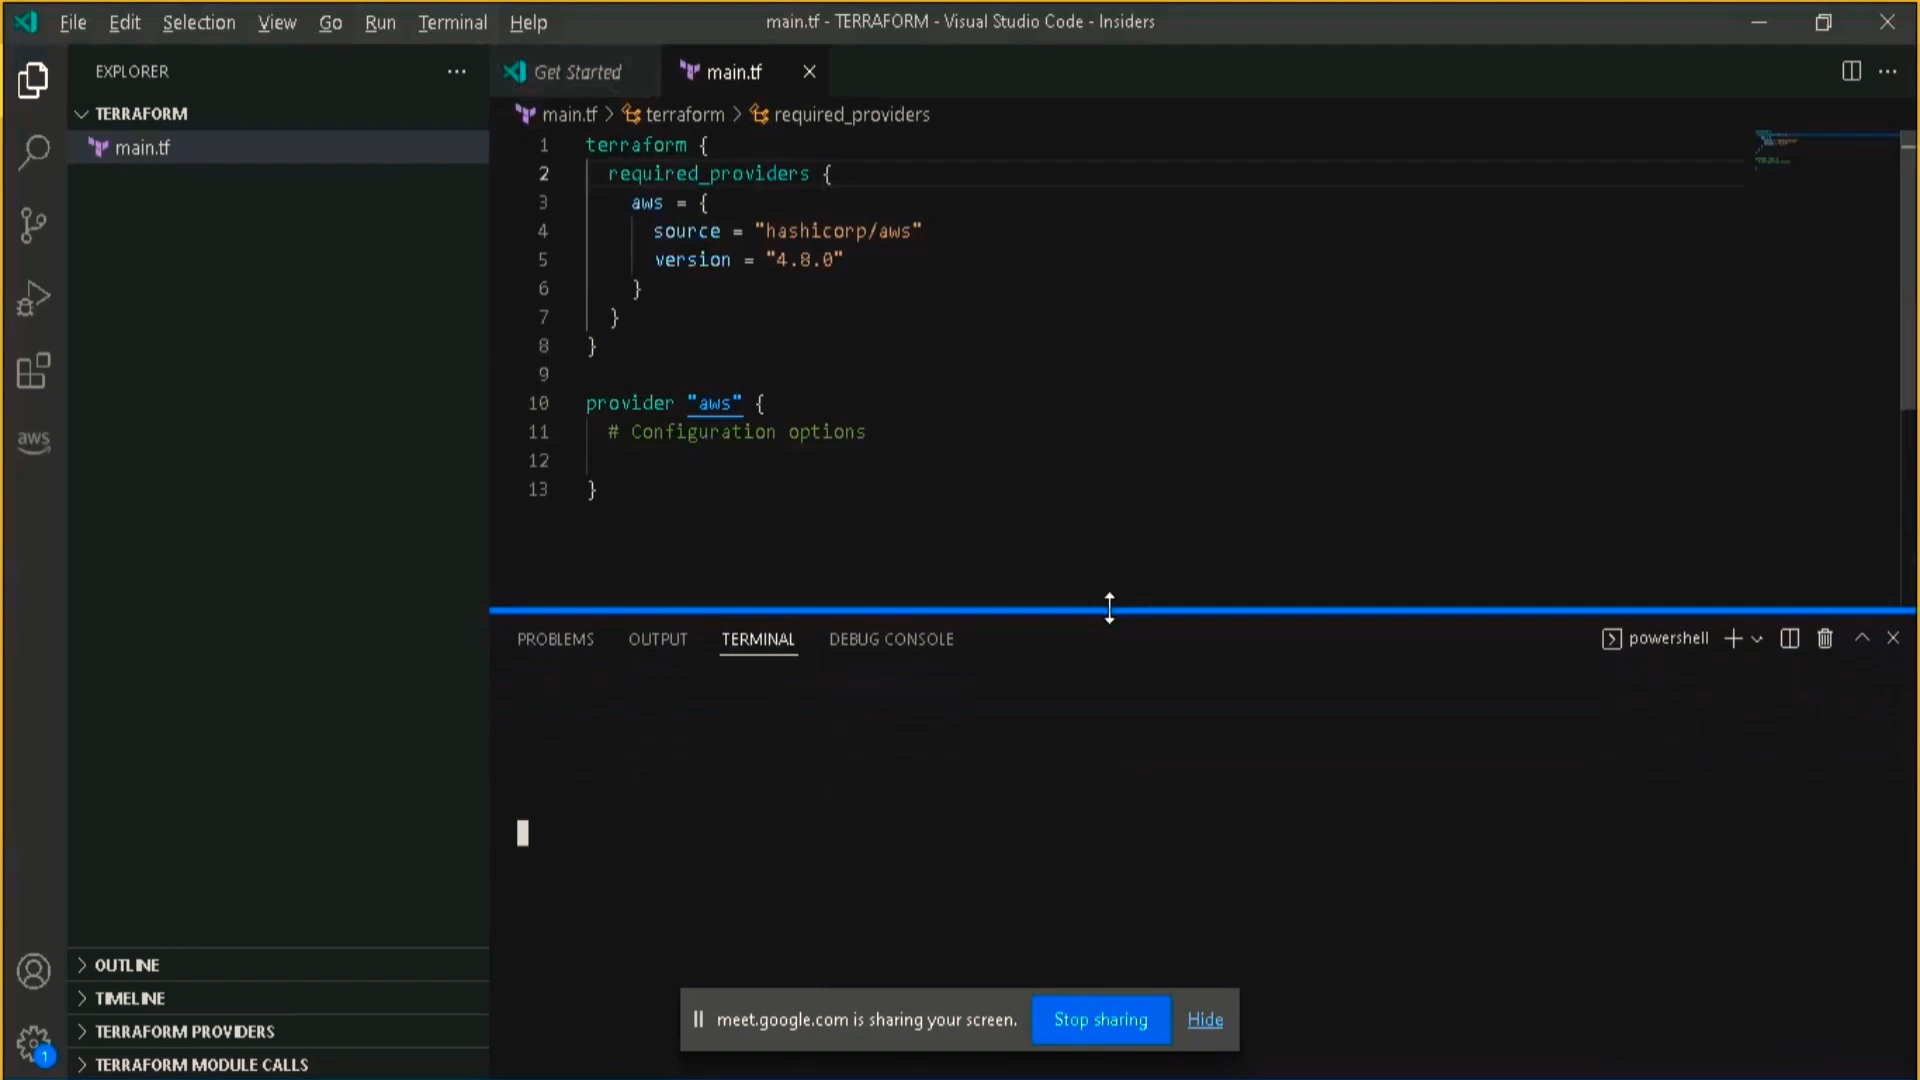 File Edit Selection View Go Run Terminal Help
main.tf - TERRAFORM - Visual Studio Code - Insiders
EXPLORER
Get Started
main.tf
TERRAFORM
main.tf > terraform > required_providers
main.tf
1 terraform {
2 required_providers {
3 aws = {
4 source = "hashicorp/aws"
5 version = "4.8.0"
6 }
7 }
8 }
9
10 provider "aws" {
11 # Configuration options
12
13 }
aws
PROBLEMS OUTPUT TERMINAL DEBUG CONSOLE
powershell
OUTLINE
TIMELINE
TERRAFORM PROVIDERS
TERRAFORM MODULE CALLS
1
meet.google.com is sharing your screen.
Stop sharing
Hide